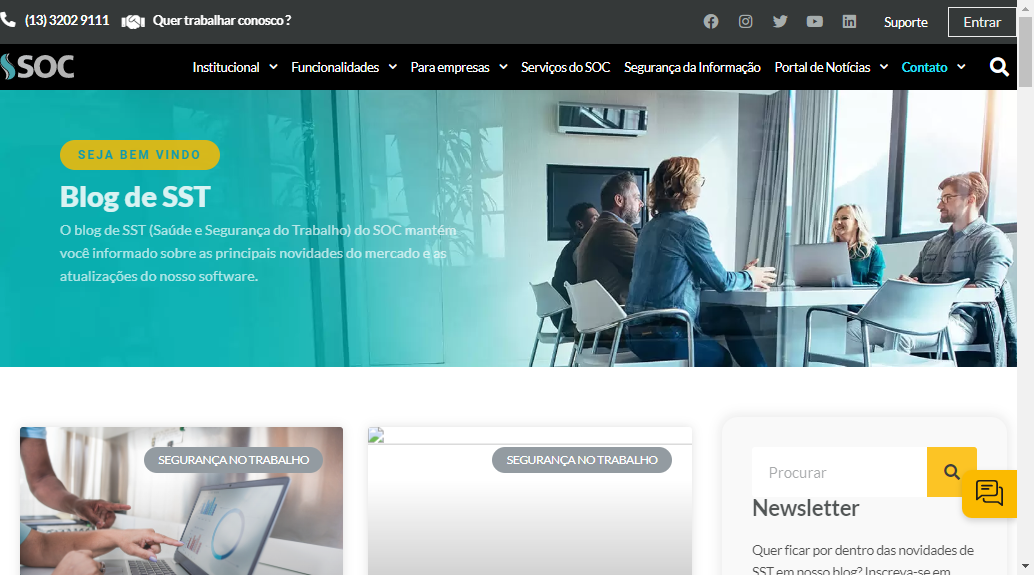 (13) 3202 9111
Quer trabalhar conosco ?
Suporte
Entrar
SOC
Institucional
Funcionalidades
Para empresas
Serviços do SOC
Segurança da Informação
Portal de Notícias
Contato
SEJA BEM VINDO
Blog de SST
O blog de SST (Saúde e Segurança do Trabalho) do SOC mantém
você informado sobre as principais novidades do mercado e as
atualizações do nosso software.
SEGURANÇA NO TRABALHO
SEGURANÇA NO TRABALHO
Procurar
Newsletter
Quer ficar por dentro das novidades de
SST em nosso blog? Inscreva-se em